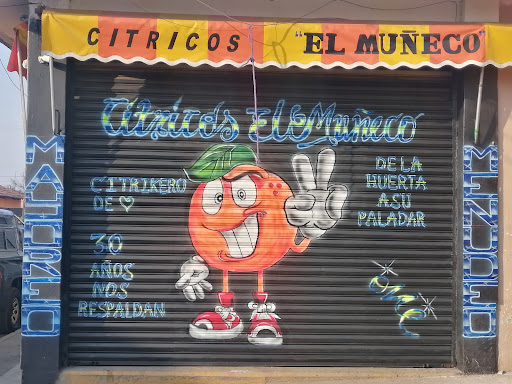 CITRICOS "EL MUÑECO"
Citricos El Muñeco
CITRIKERO
DE
30
AÑOS
NOS
RESPALDAN
DE LA
HUERTA
A SU
PALADAR
MAYOREO
MENUDEO